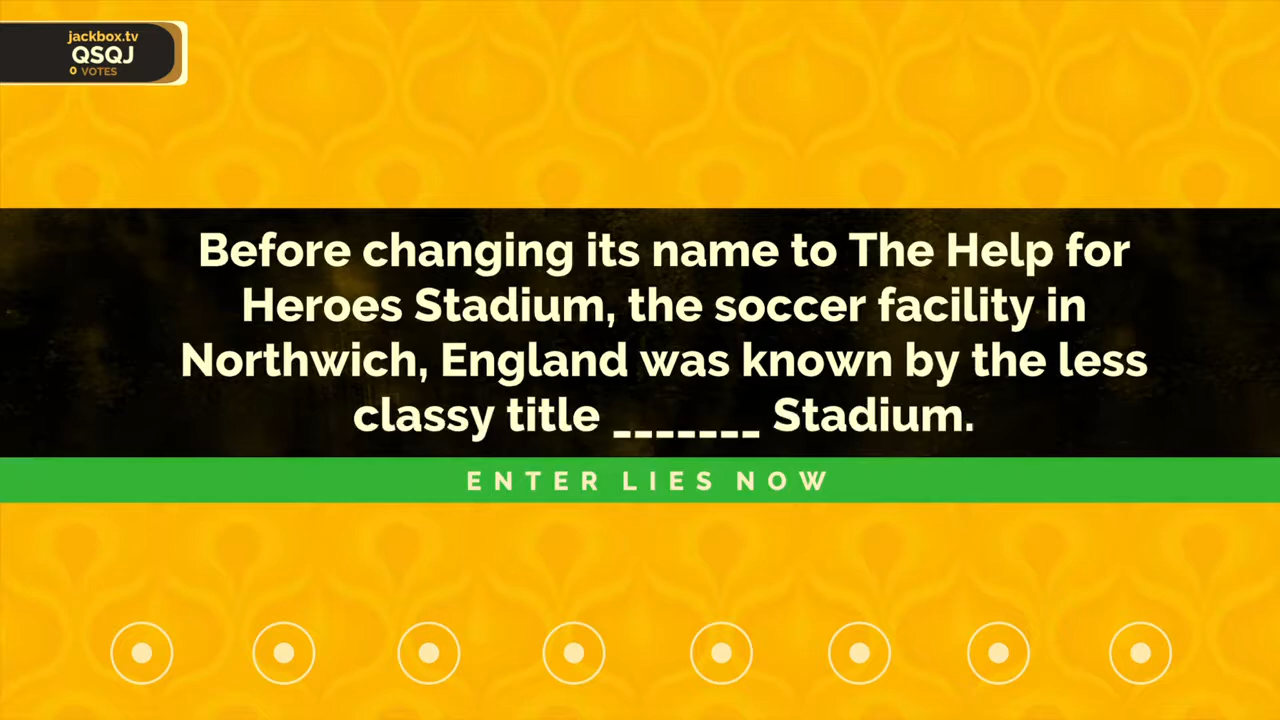 jackbox.tv
QSQJ
0 VOTES
Before changing its name to The Help for
Heroes Stadium, the soccer facility in
Northwich, England was known by the less
classy title _______ Stadium.
ENTER LIES NOW